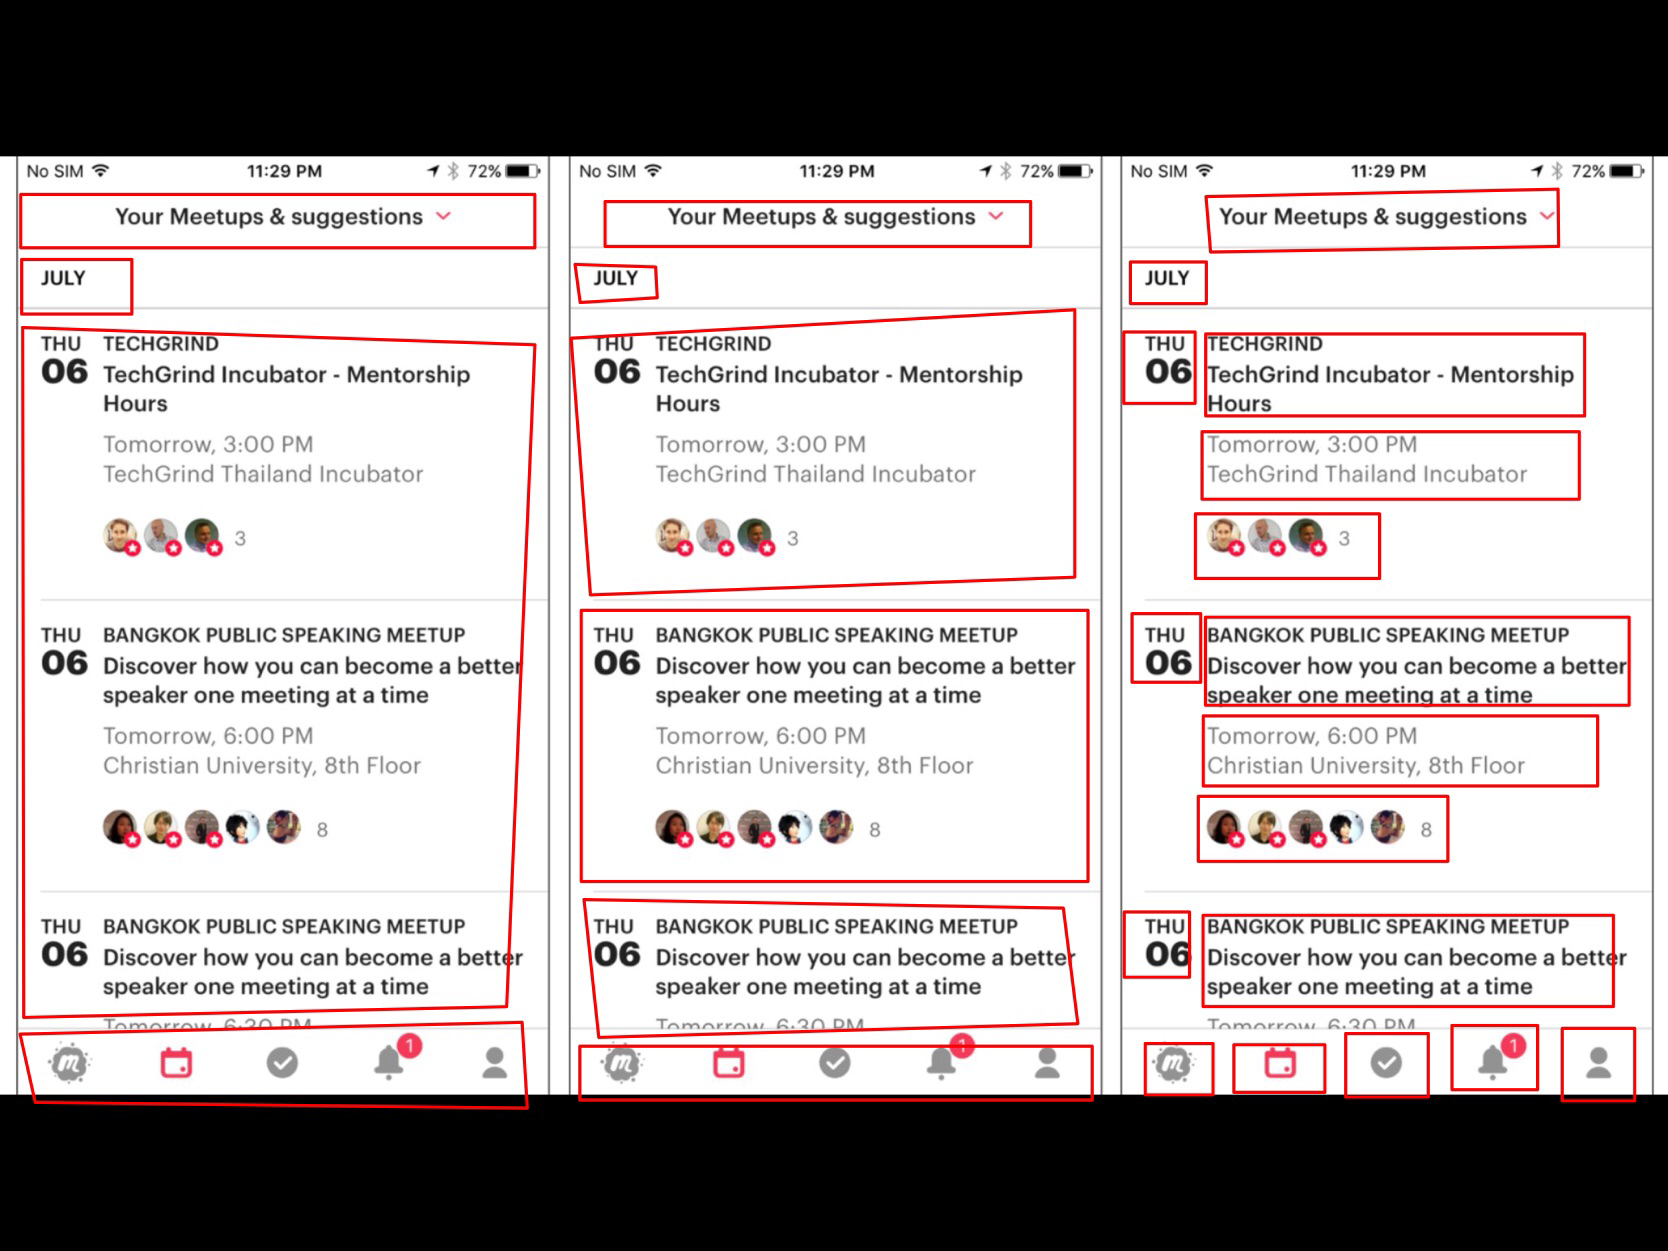 No SIM 11:29 PM 72%
Your Meetups & suggestions
JULY
THU
06
TECHGRIND
TechGrind Incubator - Mentorship
Hours
Tomorrow, 3:00 PM
TechGrind Thailand Incubator
3
THU
06
BANGKOK PUBLIC SPEAKING MEETUP
Discover how you can become a better
speaker one meeting at a time
Tomorrow, 6:00 PM
Christian University, 8th Floor
8
THU
06
BANGKOK PUBLIC SPEAKING MEETUP
Discover how you can become a better
speaker one meeting at a time
Tomorrow, 6:30 PM
m
1
No SIM 11:29 PM 72%
Your Meetups & suggestions
JULY
THU
06
TECHGRIND
TechGrind Incubator - Mentorship
Hours
Tomorrow, 3:00 PM
TechGrind Thailand Incubator
3
THU
06
BANGKOK PUBLIC SPEAKING MEETUP
Discover how you can become a better
speaker one meeting at a time
Tomorrow, 6:00 PM
Christian University, 8th Floor
8
THU
06
BANGKOK PUBLIC SPEAKING MEETUP
Discover how you can become a better
speaker one meeting at a time
Tomorrow, 6:30 PM
m
1
No SIM 11:29 PM 72%
Your Meetups & suggestions
JULY
THU
06
TECHGRIND
TechGrind Incubator - Mentorship
Hours
Tomorrow, 3:00 PM
TechGrind Thailand Incubator
3
THU
06
BANGKOK PUBLIC SPEAKING MEETUP
Discover how you can become a better
speaker one meeting at a time
Tomorrow, 6:00 PM
Christian University, 8th Floor
8
THU
06
BANGKOK PUBLIC SPEAKING MEETUP
Discover how you can become a better
speaker one meeting at a time
Tomorrow, 6:30 PM
m
1